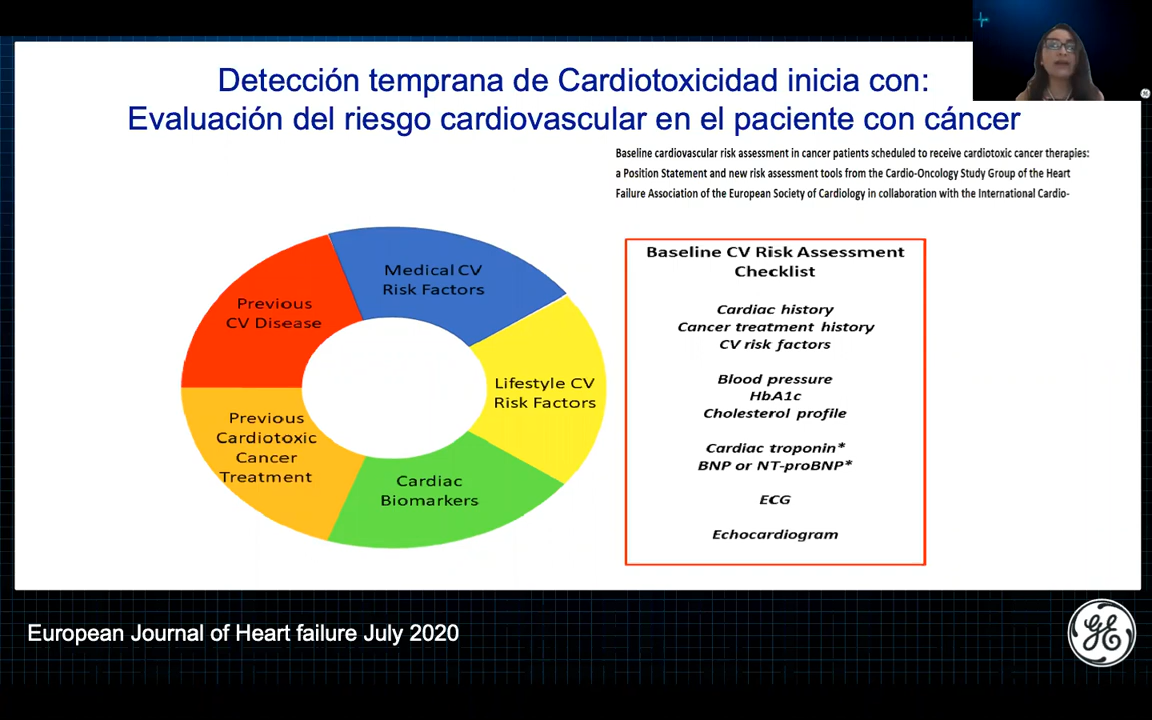 Detección temprana de Cardiotoxicidad inicia con:
Evaluación del riesgo cardiovascular en el paciente con cáncer
Baseline cardiovascular risk assessment in cancer patients scheduled to receive cardiotoxic cancer therapies:
a Position Statement and new risk assessment tools from the Cardio-Oncology Study Group of the Heart
Failure Association of the European Society of Cardiology in collaboration with the International Cardio-
Medical CV
Risk Factors
Previous
CV Disease
Lifestyle CV
Risk Factors
Previous
Cardiotoxic
Cancer
Treatment
Cardiac
Biomarkers
Baseline CV Risk Assessment
Checklist
Cardiac history
Cancer treatment history
CV risk factors
Blood pressure
HbA1c
Cholesterol profile
Cardiac troponin*
BNP or NT-proBNP*
ECG
Echocardiogram
European Journal of Heart failure July 2020
GE